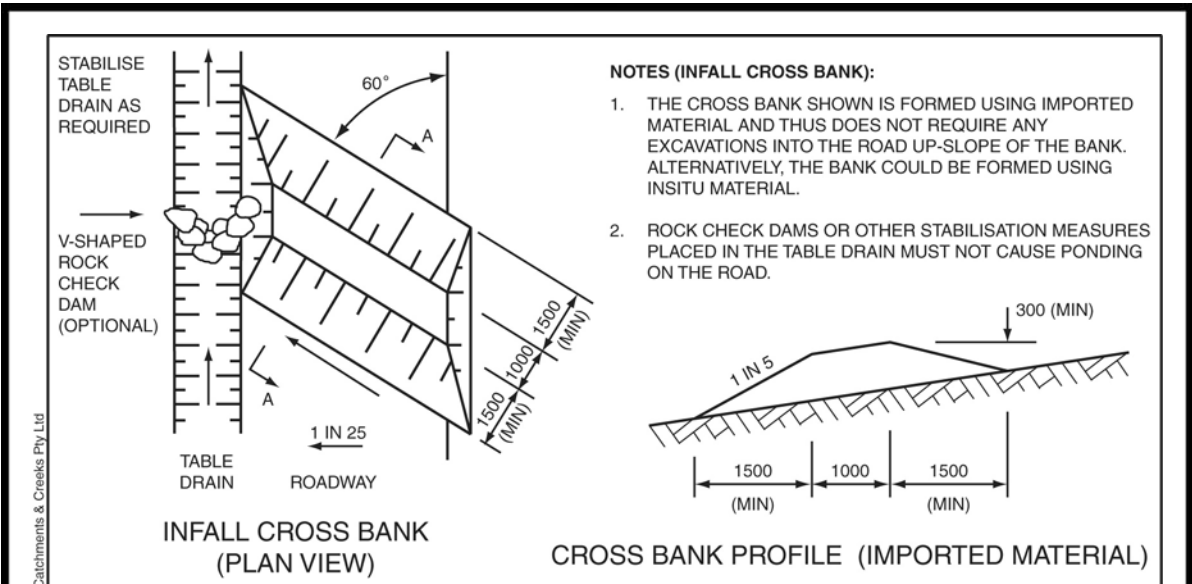 STABILISE
TABLE
DRAIN AS
REQUIRED
60°
A
V-SHAPED
ROCK
CHECK
DAM
(OPTIONAL)
1500
(MIN)
1000
1500
(MIN)
A
1 IN 25
TABLE
DRAIN
ROADWAY
INFALL CROSS BANK
(PLAN VIEW)
Catchments & Creeks Pty Ltd
NOTES (INFALL CROSS BANK):
1. THE CROSS BANK SHOWN IS FORMED USING IMPORTED
MATERIAL AND THUS DOES NOT REQUIRE ANY
EXCAVATIONS INTO THE ROAD UP-SLOPE OF THE BANK.
ALTERNATIVELY, THE BANK COULD BE FORMED USING
INSITU MATERIAL.
2. ROCK CHECK DAMS OR OTHER STABILISATION MEASURES
PLACED IN THE TABLE DRAIN MUST NOT CAUSE PONDING
ON THE ROAD.
300 (MIN)
1 IN 5
1500
(MIN)
1000
1500
(MIN)
CROSS BANK PROFILE (IMPORTED MATERIAL)